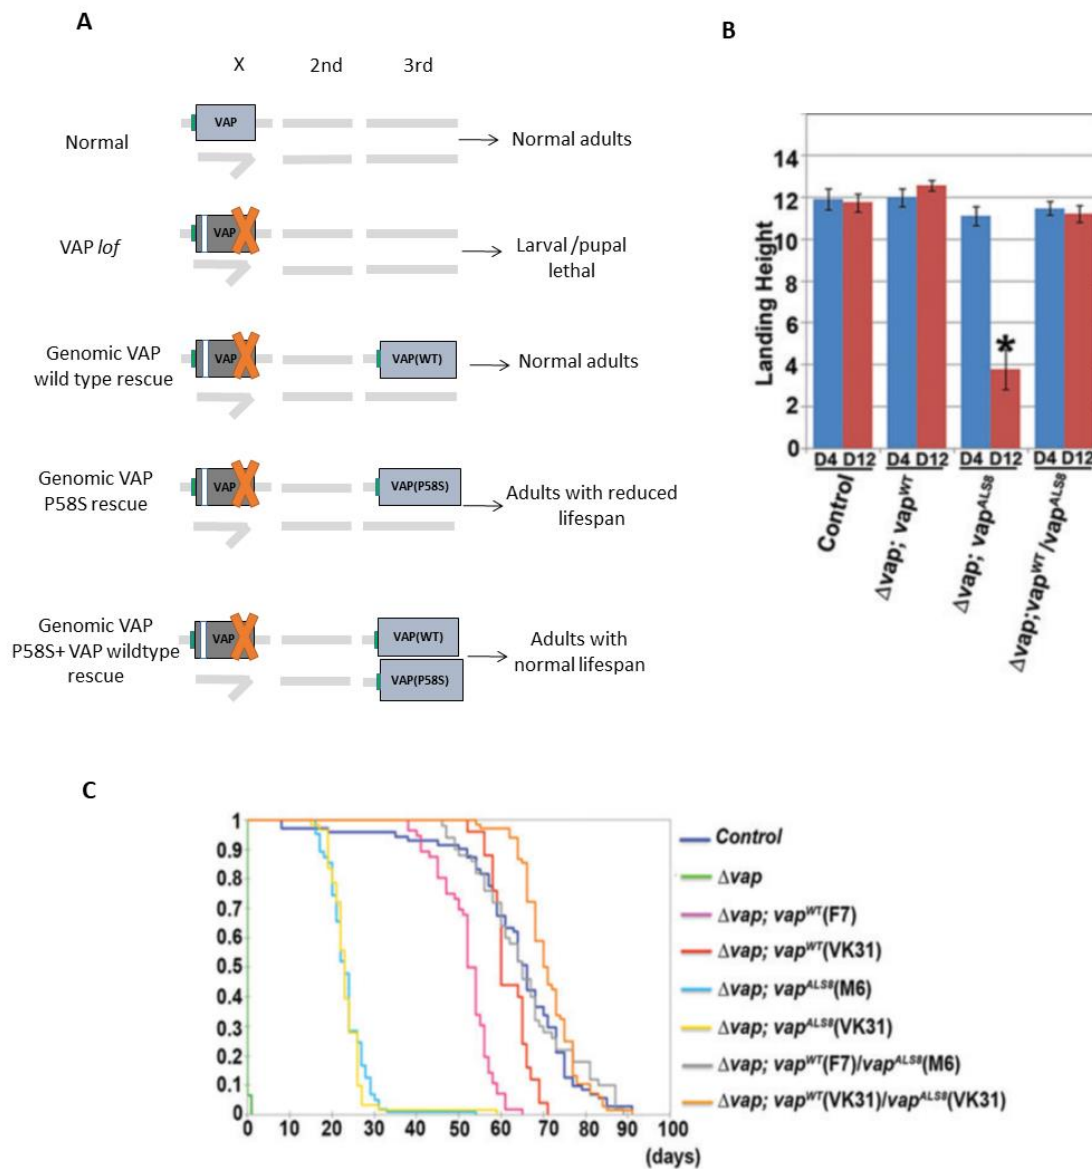 A
X 2nd 3rd
Normal
VAP
Normal adults
VAP lof
VAP
Larval/pupal
lethal
Genomic VAP
wild type rescue
VAP
VAP(WT)
Normal adults
Genomic VAP
P58S rescue
VAP
VAP(P58S)
Adults with reduced
lifespan
Genomic VAP
P58S+ VAP wildtype
rescue
VAP
VAP(WT)
VAP(P58S)
Adults with
normal lifespan
B
Landing Height
14
12
10
8
6
4
2
0
*
D4 D12 D4 D12 D4 D12 D4 D12
Control
Δvap; vapWT
Δvap; vapALS8
Δvap;vapWT/vapALS8
C
1
0.9
0.8
0.7
0.6
0.5
0.4
0.3
0.2
0.1
0
0 10 20 30 40 50 60 70 80 90 100
(days)
Control
Δvap
Δvap; vapWT(F7)
Δvap; vapWT(VK31)
Δvap; vapALS8(M6)
Δvap; vapALS8(VK31)
Δvap; vapWT(F7)/vapALS8(M6)
Δvap; vapWT(VK31)/vapALS8(VK31)